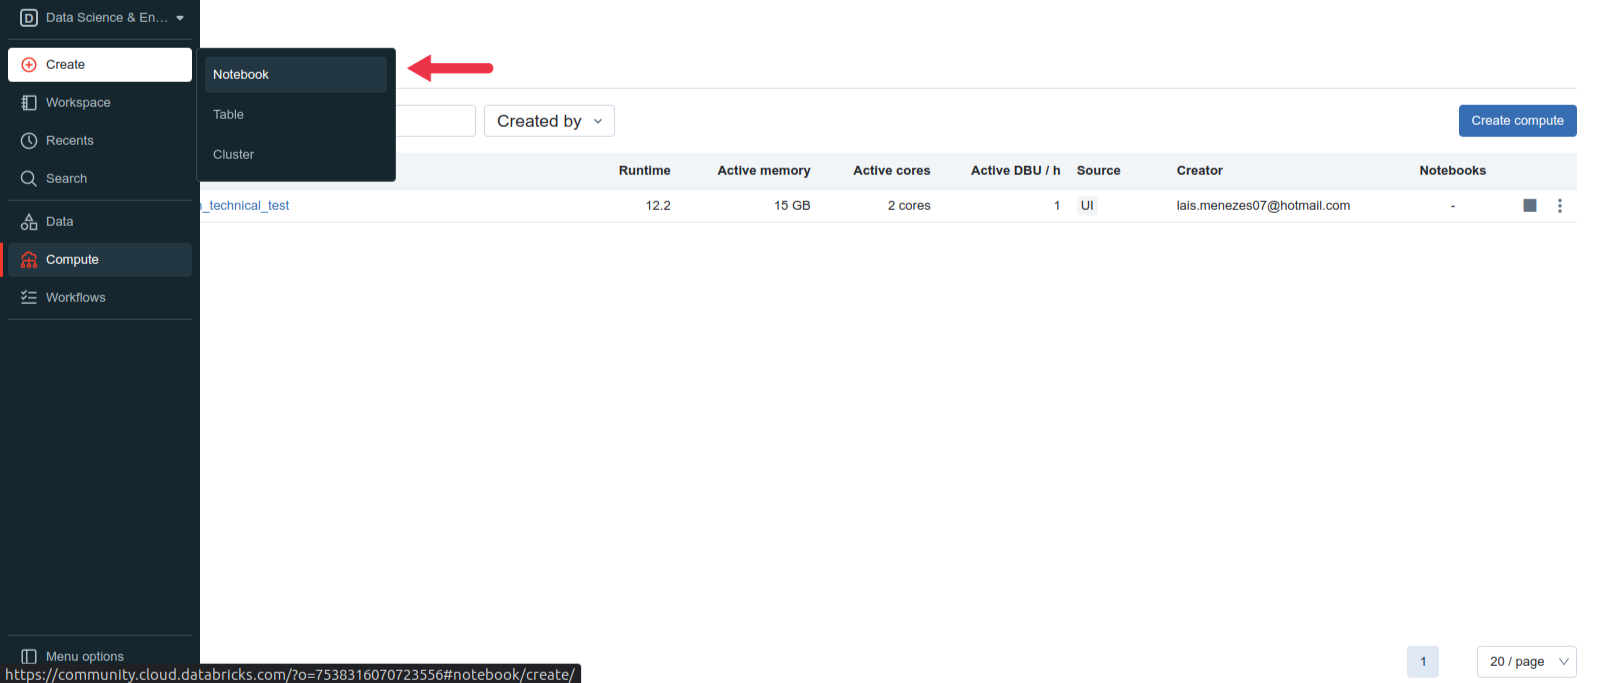 D Data Science & En...
Create
Workspace
Recents
Search
Data
Compute
Workflows
Menu options
Notebook
Table
Cluster
Created by
Create compute
Runtime Active memory Active cores Active DBU / h Source Creator Notebooks
_technical_test 12.2 15 GB 2 cores 1 UI lais.menezes07@hotmail.com -
1 20 / page
https://community.cloud.databricks.com/?o=7538316070723556#notebook/create/